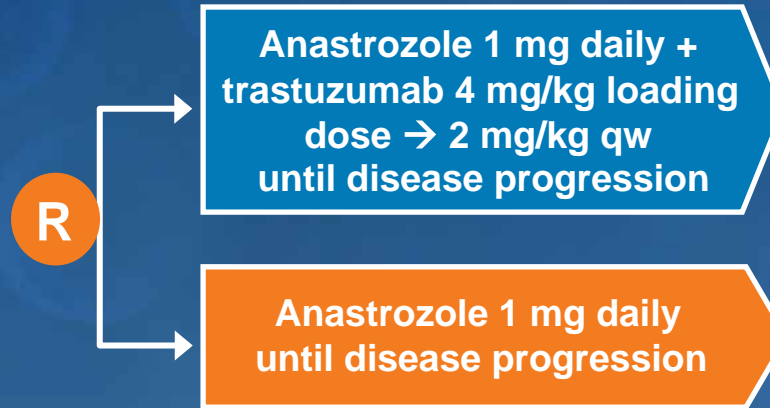 Anastrozole 1 mg daily +
trastuzumab 4 mg/kg loading
dose → 2 mg/kg qw
until disease progression
R
Anastrozole 1 mg daily
until disease progression